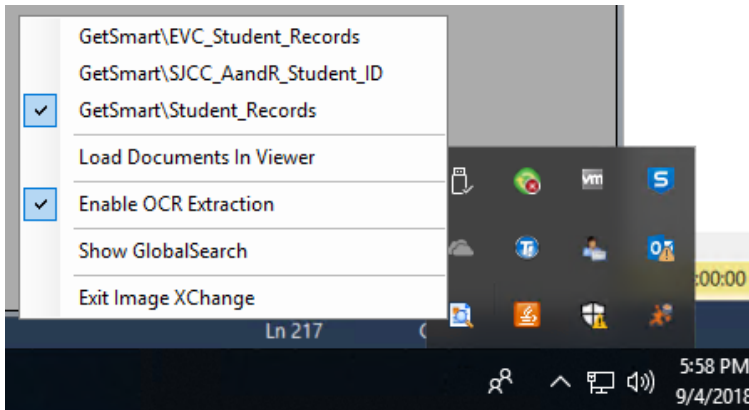 GetSmart\EVC_Student_Records
GetSmart\SJCC_AandR_Student_ID
GetSmart\Student_Records
Load Documents In Viewer
Enable OCR Extraction
Show GlobalSearch
Exit Image XChange
vm
S
:00:00
Ln 217
5:58 PM
9/4/2018